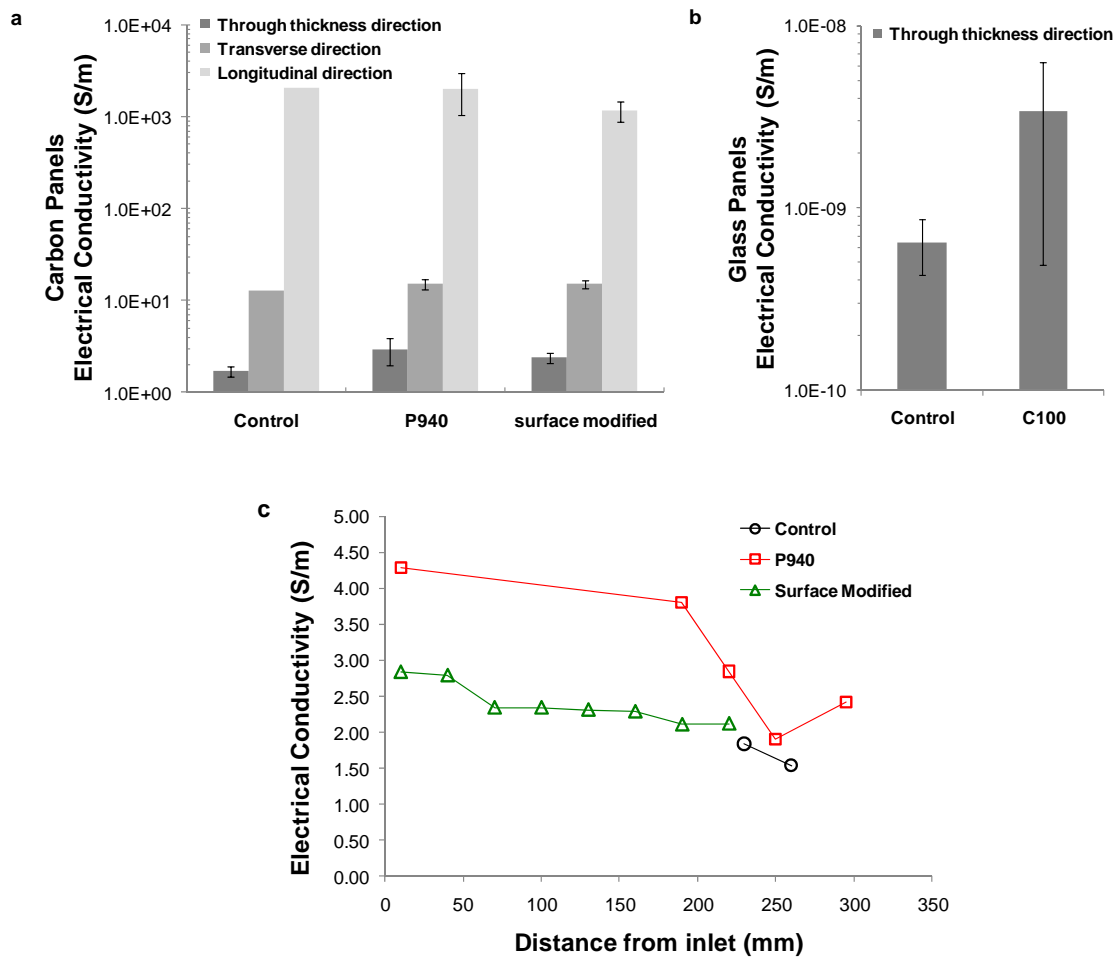 a
Carbon Panels
Electrical Conductivity (S/m)
1.0E+04
1.0E+03
1.0E+02
1.0E+01
1.0E+00
Through thickness direction
Transverse direction
Longitudinal direction
Control
P940
surface modified
b
Glass Panels
Electrical Conductivity (S/m)
1.0E-08
1.0E-09
1.0E-10
Through thickness direction
Control
C100
c
Electrical Conductivity (S/m)
5.00
4.50
4.00
3.50
3.00
2.50
2.00
1.50
1.00
0.50
0.00
Control
P940
Surface Modified
0
50
100
150
200
250
300
350
Distance from inlet (mm)